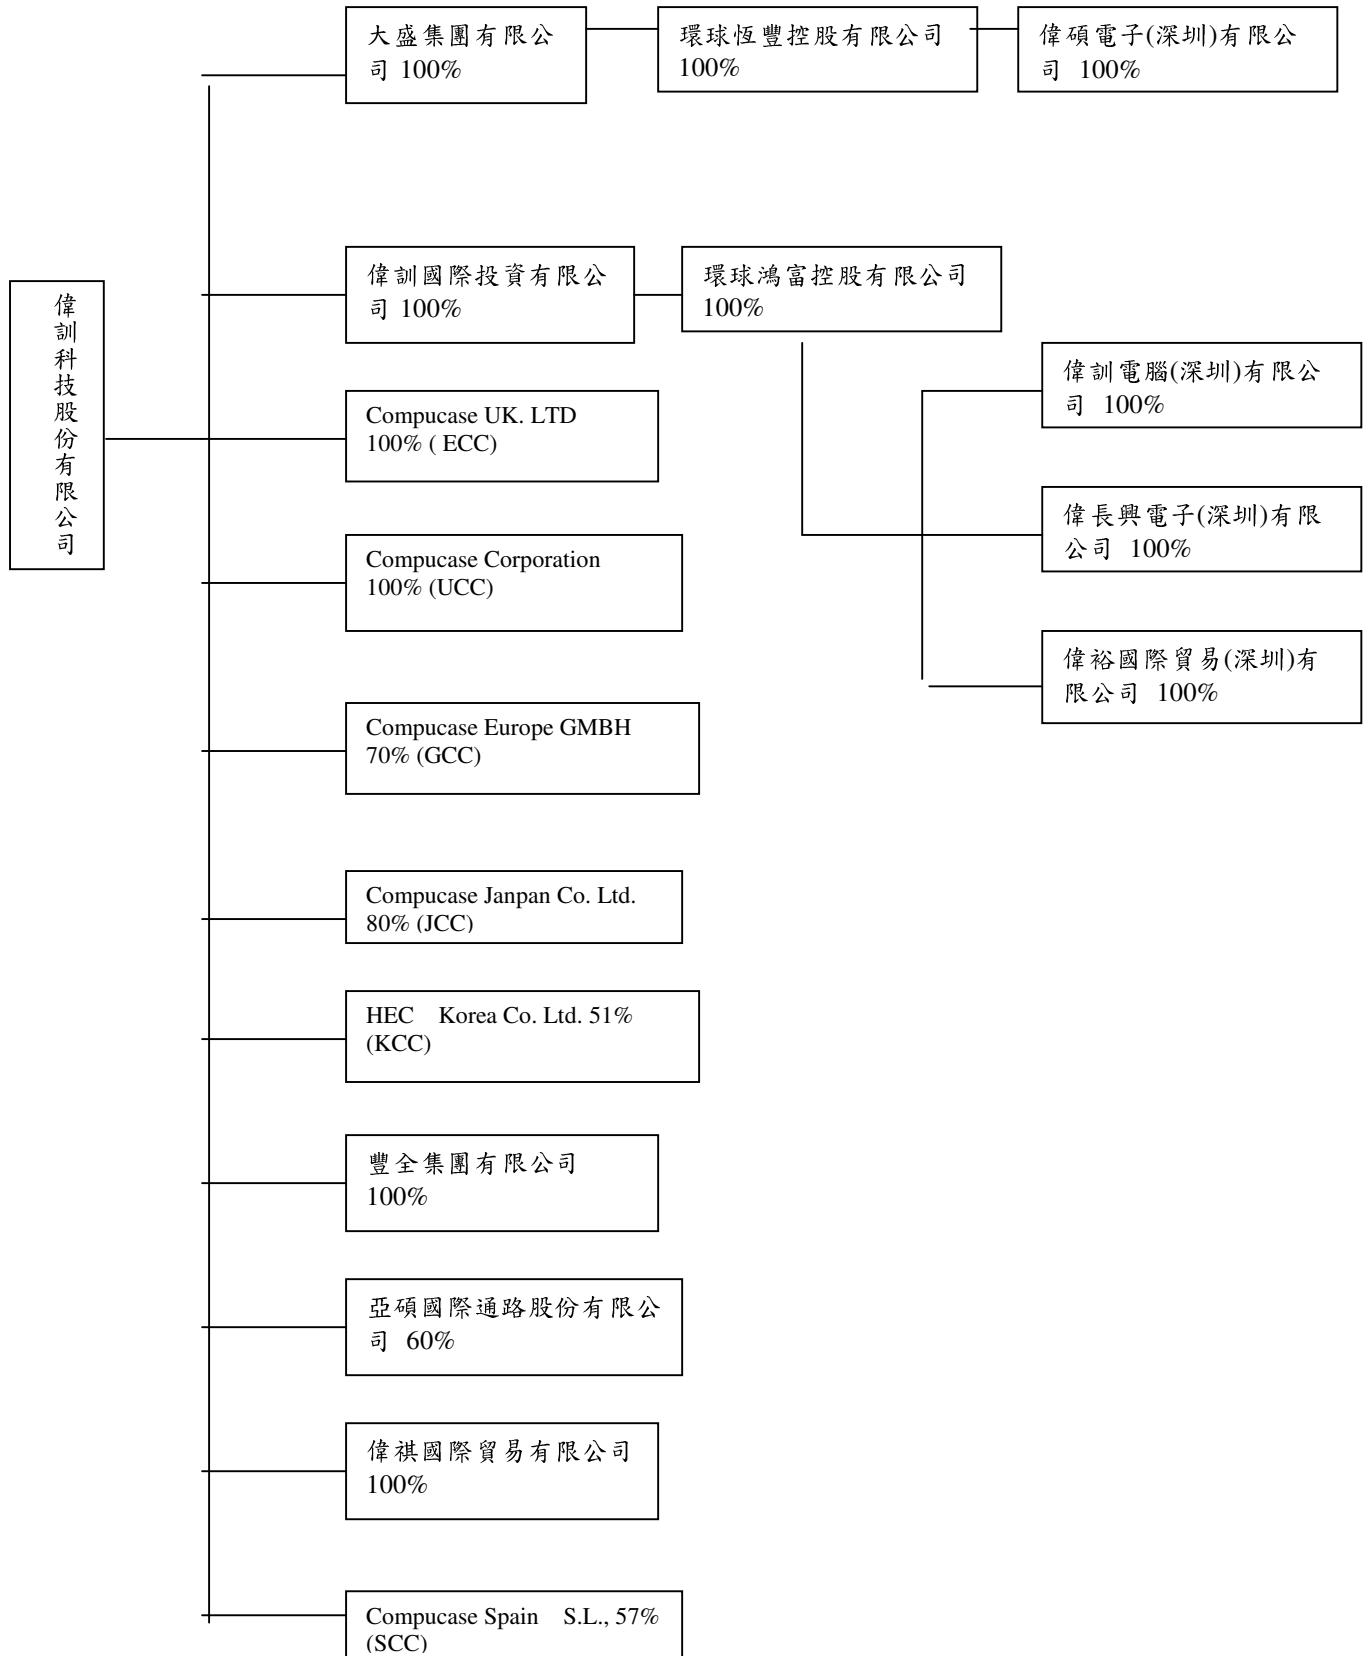 大盛集團有限公
司 100%
環球恆豐控股有限公司
100%
偉碩電子(深圳)有限公
司 100%
偉訓科技股份有限公司
偉訓國際投資有限公
司 100%
環球鴻富控股有限公司
100%
偉訓電腦(深圳)有限公
司 100%
偉長興電子(深圳)有限
公司 100%
偉裕國際貿易(深圳)有
限公司 100%
Compucase UK. LTD
100% ( ECC)
Compucase Corporation
100% (UCC)
Compucase Europe GMBH
70% (GCC)
Compucase Janpan Co. Ltd.
80% (JCC)
HEC Korea Co. Ltd. 51%
(KCC)
豐全集團有限公司
100%
亞碩國際通路股份有限公
司 60%
偉祺國際貿易有限公司
100%
Compucase Spain S.L., 57%
(SCC)